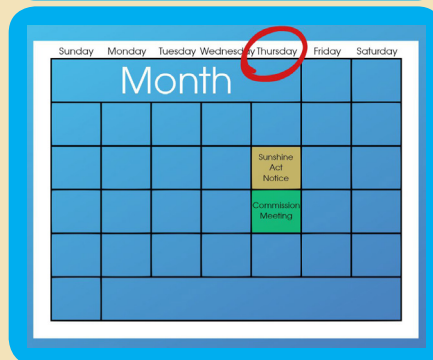 Sunday Monday Tuesday Wednesday Thursday Friday Saturday
Month
Sunshine
Act
Notice
Commission
Meeting